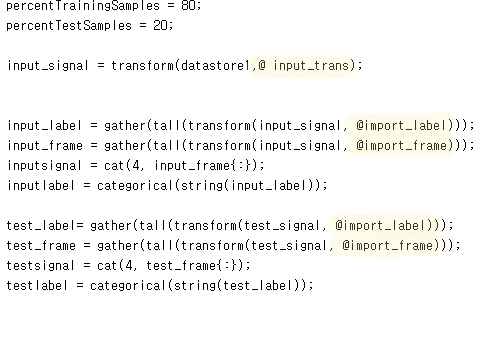 percentTrainingSamples = 80;
percentTestSamples = 20;
input_signal = transform(datastore1,@ input_trans);
input_label = gather(tall(transform(input_signal, @import_label)));
input_frame = gather(tall(transform(input_signal, @import_frame)));
inputsignal = cat(4, input_frame{:});
inputlabel = categorical(string(input_label));
test_label= gather(tall(transform(test_signal, @import_label)));
test_frame = gather(tall(transform(test_signal, @import_frame)));
testsignal = cat(4, test_frame{:});
testlabel = categorical(string(test_label));